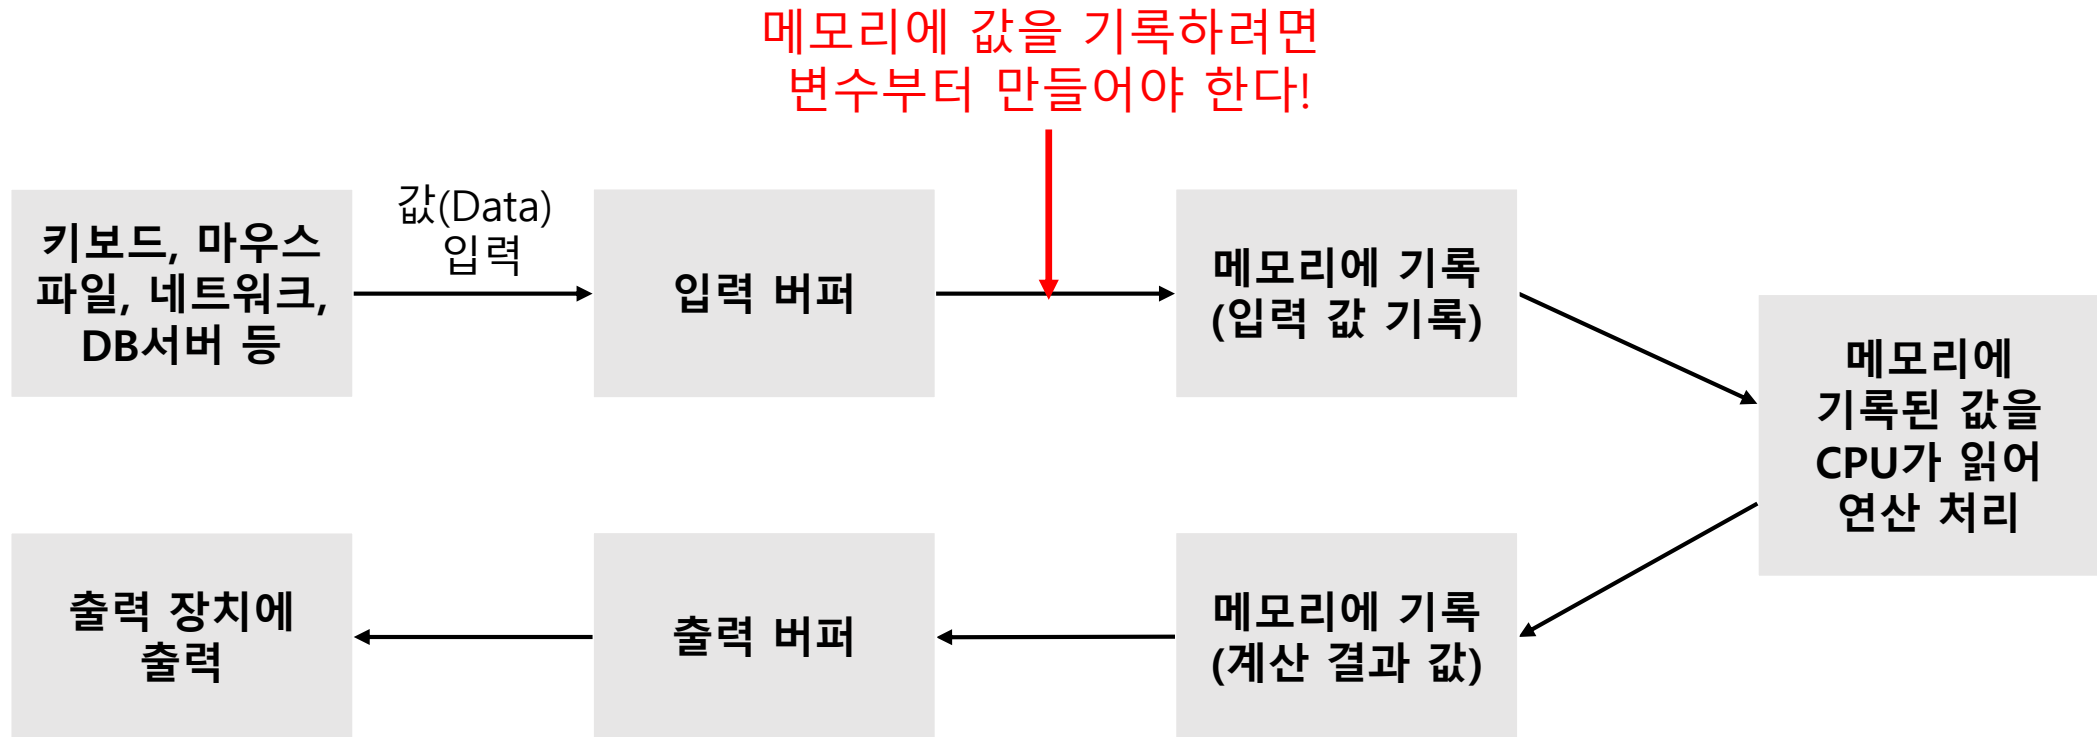 메모리에 값을 기록하려면
변수부터 만들어야 한다!
키보드, 마우스
파일, 네트워크,
DB서버 등
값(Data)
입력
입력 버퍼
메모리에 기록
(입력 값 기록)
메모리에
기록된 값을
CPU가 읽어
연산 처리
메모리에 기록
(계산 결과 값)
출력 버퍼
출력 장치에
출력